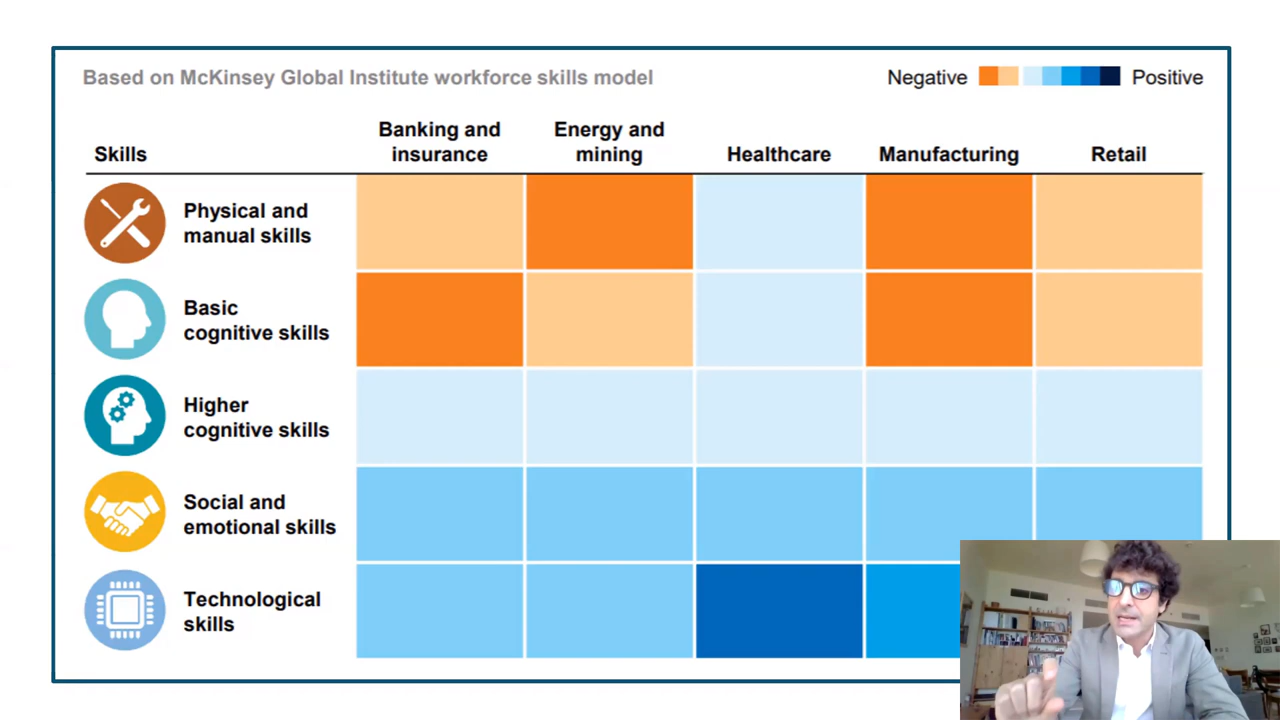 Based on McKinsey Global Institute workforce skills model
Negative
Positive
Skills
Banking and
insurance
Energy and
mining
Healthcare
Manufacturing
Retail
Physical and
manual skills
Basic
cognitive skills
Higher
cognitive skills
Social and
emotional skills
Technological
skills